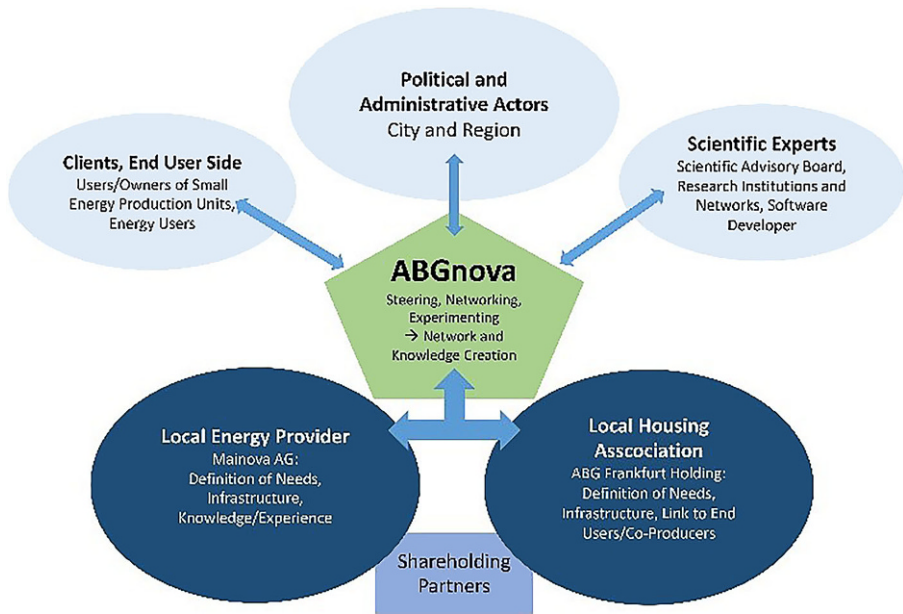 Political and
Administrative Actors
City and Region
Clients, End User Side
Users/Owners of Small
Energy Production Units,
Energy Users
Scientific Experts
Scientific Advisory Board,
Research Institutions and
Networks, Software
Developer
ABGnova
Steering, Networking,
Experimenting
→ Network and
Knowledge Creation
Local Energy Provider
Mainova AG:
Definition of Needs,
Infrastructure,
Knowledge/Experience
Local Housing
Asscociation
ABG Frankfurt Holding:
Definition of Needs,
Infrastructure, Link to End
Users/Co-Producers
Shareholding
Partners